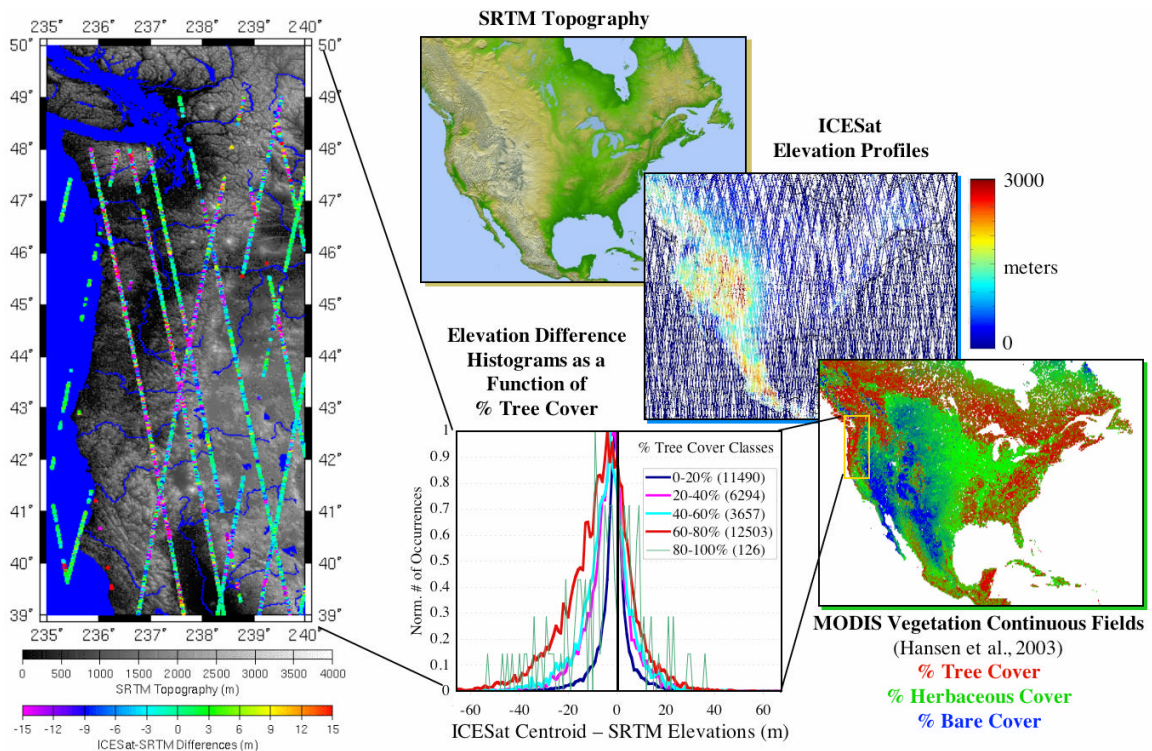 235° 236° 237° 238° 239° 240°
50° 50°
49° 49°
48° 48°
47° 47°
46° 46°
45° 45°
44° 44°
43° 43°
42° 42°
41° 41°
40° 40°
39° 39°
235° 236° 237° 238° 239° 240°
0 500 1000 1500 2000 2500 3000 3500 4000
SRTM Topography (m)
-15 -12 -9 -6 -3 0 3 6 9 12 15
ICESat-SRTM Differences (m)
SRTM Topography
ICESat
Elevation Profiles
3000
meters
0
Elevation Difference
Histograms as a
Function of
% Tree Cover
1
0.9
0.8
0.7
0.6
0.5
0.4
0.3
0.2
0.1
0
Norm. # of Occurrences
% Tree Cover Classes
0-20% (11490)
20-40% (6294)
40-60% (3657)
60-80% (12503)
80-100% (126)
-60 -40 -20 0 20 40 60
ICESat Centroid – SRTM Elevations (m)
MODIS Vegetation Continuous Fields
(Hansen et al., 2003)
% Tree Cover
% Herbaceous Cover
% Bare Cover